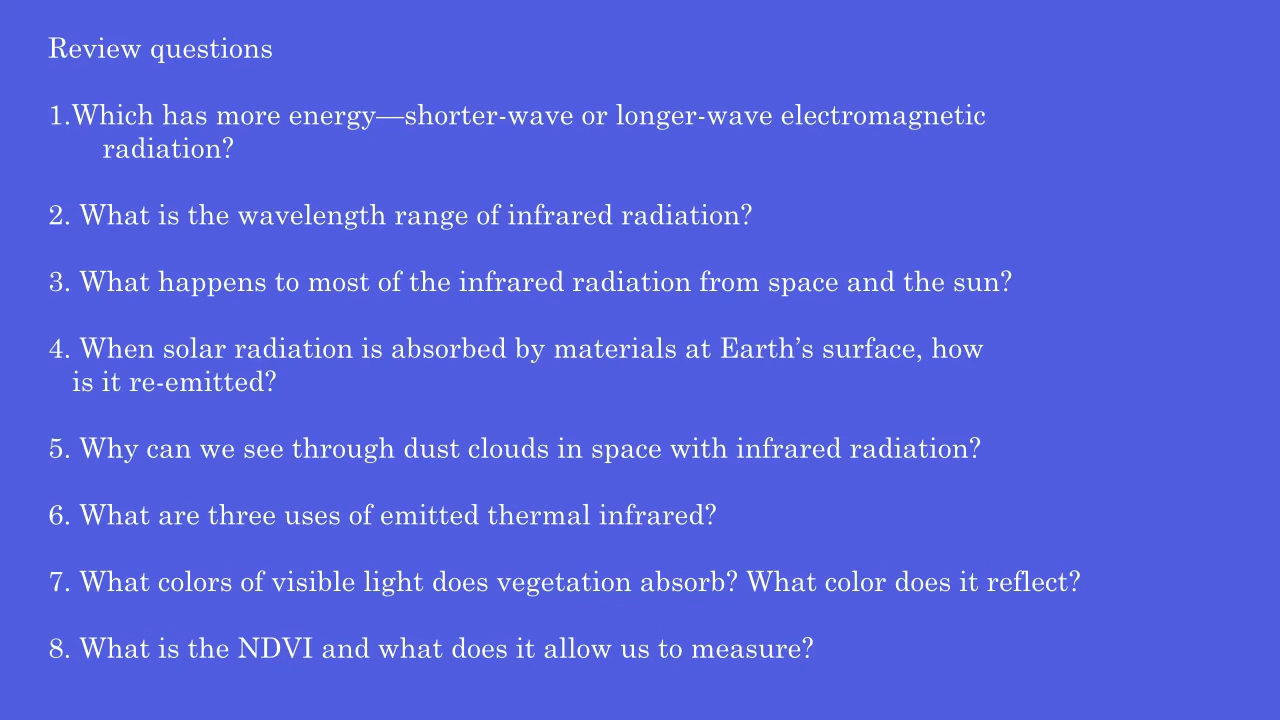 Review questions
1.Which has more energy—shorter-wave or longer-wave electromagnetic
radiation?
2. What is the wavelength range of infrared radiation?
3. What happens to most of the infrared radiation from space and the sun?
4. When solar radiation is absorbed by materials at Earth’s surface, how
is it re-emitted?
5. Why can we see through dust clouds in space with infrared radiation?
6. What are three uses of emitted thermal infrared?
7. What colors of visible light does vegetation absorb? What color does it reflect?
8. What is the NDVI and what does it allow us to measure?